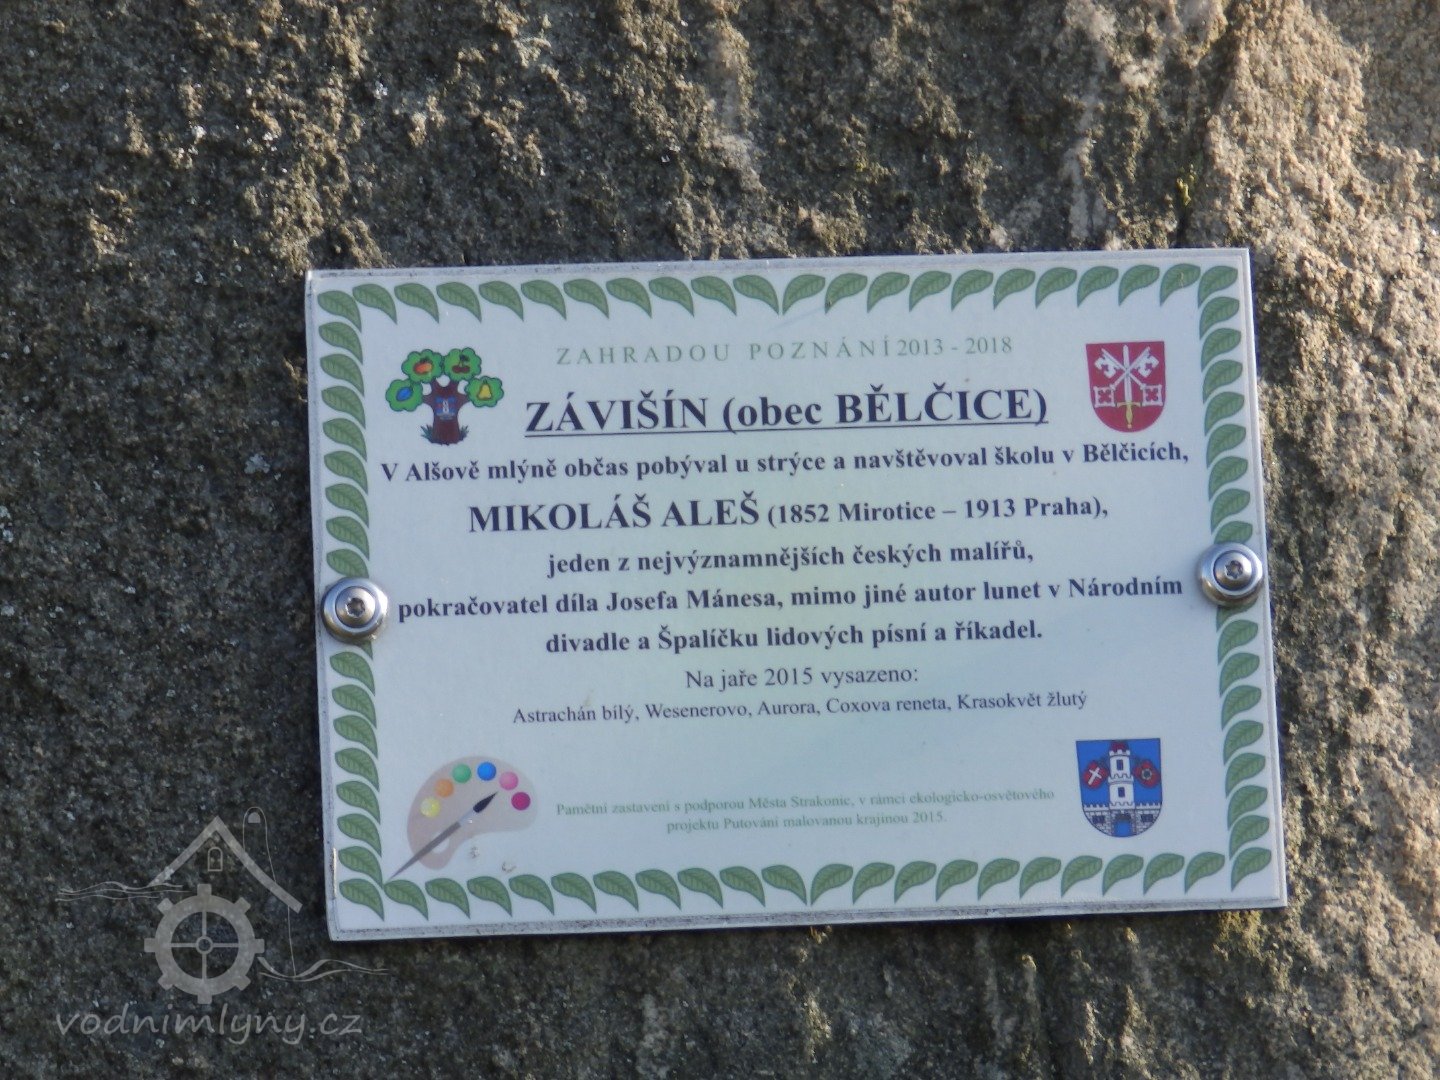 ZAHRADOU POZNÁNÍ 2013 - 2018
ZÁVIŠÍN (obec BĚLČICE)
V Alšově mlýně občas pobýval u strýce a navštěvoval školu v Bělčicích,
MIKOLÁŠ ALEŠ (1852 Mirotice – 1913 Praha),
jeden z nejvýznamnějších českých malířů,
pokračovatel díla Josefa Mánesa, mimo jiné autor lunet v Národním
divadle a Špalíčku lidových písní a říkadel.
Na jaře 2015 vysazeno:
Astrachán bílý, Wesenerovo, Aurora, Coxova reneta, Krasokvět žlutý
Pamětní zastavení s podporou Města Strakonic, v rámci ekologicko-osvětového
projektu Putování malovanou krajinou 2015.
vodnimlyny.cz